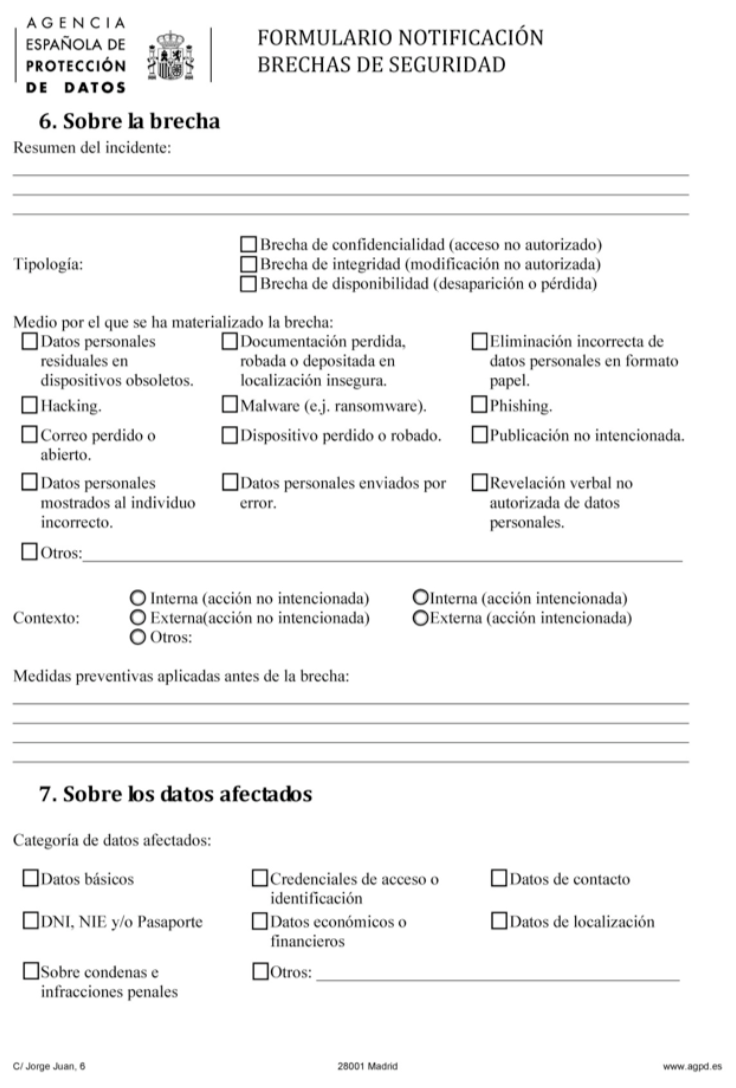 AGENCIA
ESPAÑOLA DE
PROTECCIÓN
DE DATOS
FORMULARIO NOTIFICACIÓN
BRECHAS DE SEGURIDAD
6. Sobre la brecha
Resumen del incidente:
Tipología:
Brecha de confidencialidad (acceso no autorizado)
Brecha de integridad (modificación no autorizada)
Brecha de disponibilidad (desaparición o pérdida)
Medio por el que se ha materializado la brecha:
Datos personales
residuales en
dispositivos obsoletos.
Documentación perdida,
robada o depositada en
localización insegura.
Eliminación incorrecta de
datos personales en formato
papel.
Hacking.
Malware (e.j. ransomware).
Phishing.
Correo perdido o
abierto.
Dispositivo perdido o robado.
Publicación no intencionada.
Datos personales
mostrados al individuo
incorrecto.
Datos personales enviados por
error.
Revelación verbal no
autorizada de datos
personales.
Otros:
Contexto:
Interna (acción no intencionada)
Interna (acción intencionada)
Externa(acción no intencionada)
Externa (acción intencionada)
Otros:
Medidas preventivas aplicadas antes de la brecha:
7. Sobre los datos afectados
Categoría de datos afectados:
Datos básicos
Credenciales de acceso o
identificación
Datos de contacto
DNI, NIE y/o Pasaporte
Datos económicos o
financieros
Datos de localización
Sobre condenas e
infracciones penales
Otros:
C/ Jorge Juan, 6
28001 Madrid
www.agpd.es